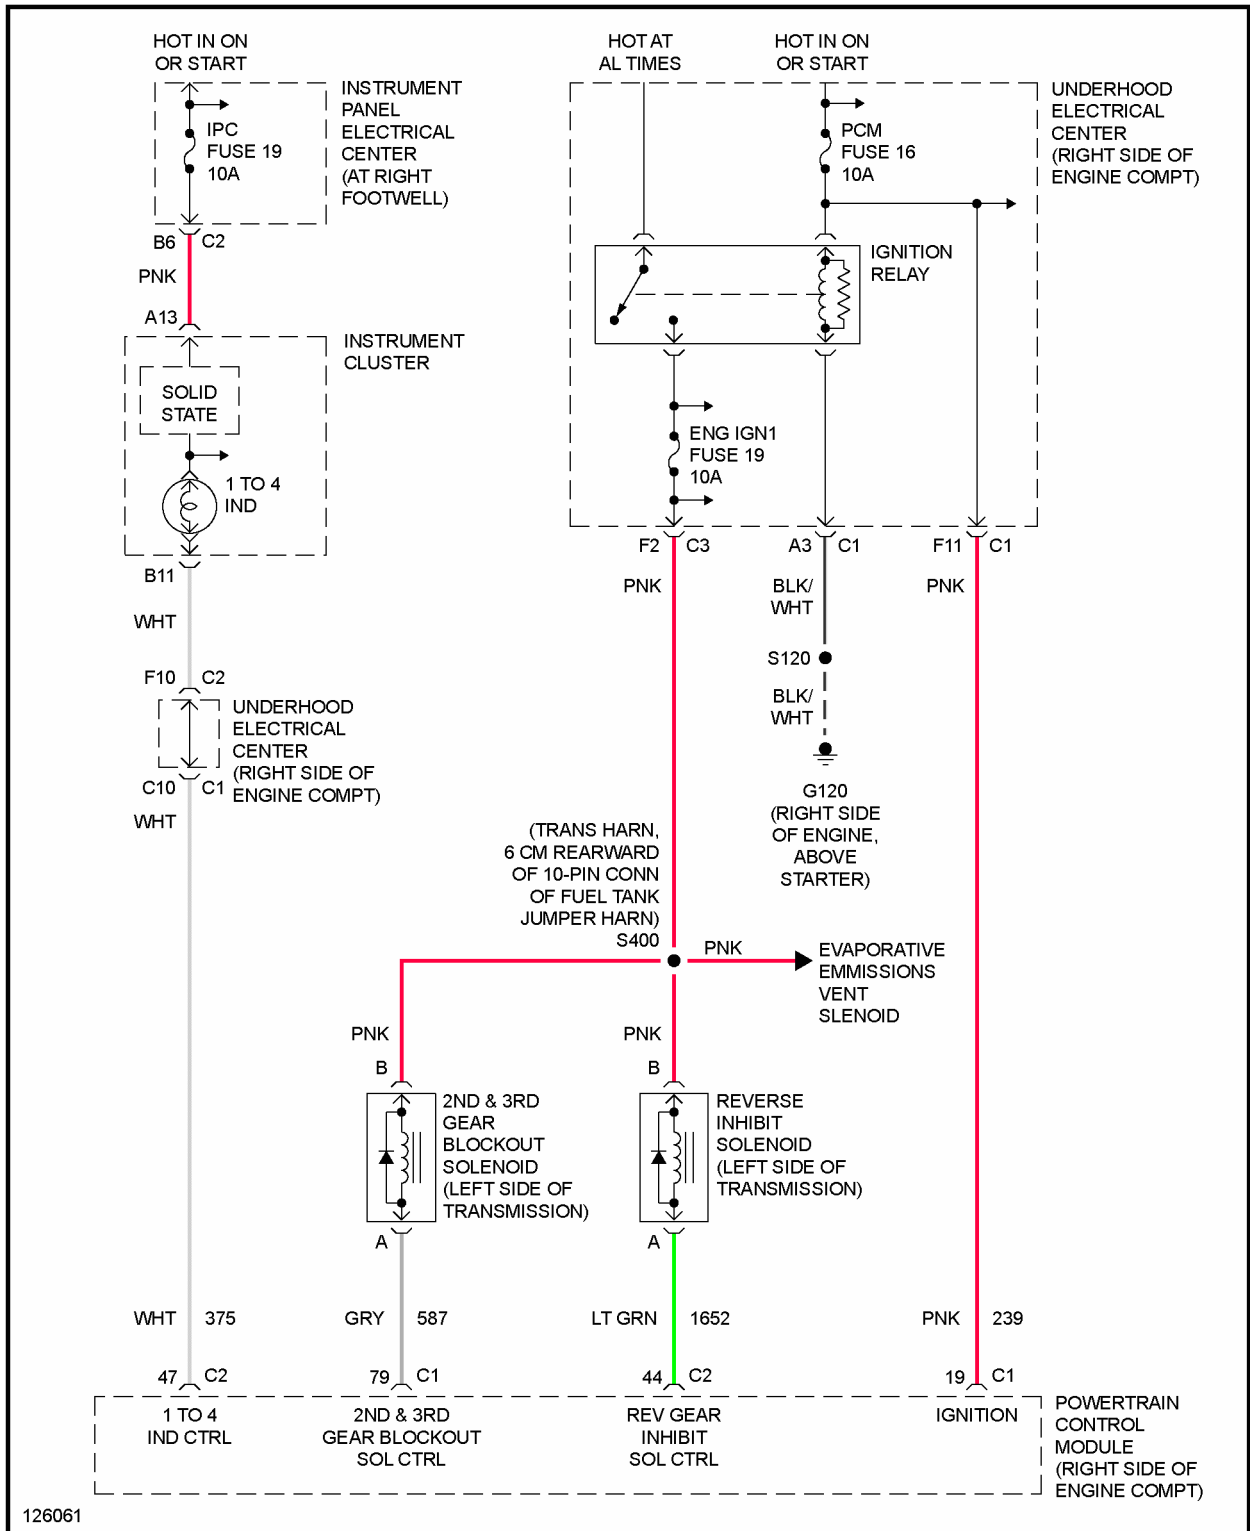 HOT IN ON
OR START
INSTRUMENT
PANEL
ELECTRICAL
CENTER
(AT RIGHT
FOOTWELL)
IPC
FUSE 19
10A
B6 C2
PNK
A13
INSTRUMENT
CLUSTER
SOLID
STATE
1 TO 4
IND
B11
WHT
F10 C2
UNDERHOOD
ELECTRICAL
CENTER
(RIGHT SIDE OF
ENGINE COMPT)
C10 C1
WHT
HOT AT
AL TIMES
HOT IN ON
OR START
UNDERHOOD
ELECTRICAL
CENTER
(RIGHT SIDE OF
ENGINE COMPT)
PCM
FUSE 16
10A
IGNITION
RELAY
ENG IGN1
FUSE 19
10A
F2 C3
A3 C1
F11 C1
PNK
BLK/
WHT
PNK
S120
BLK/
WHT
G120
(RIGHT SIDE
OF ENGINE,
ABOVE
STARTER)
(TRANS HARN,
6 CM REARWARD
OF 10-PIN CONN
OF FUEL TANK
JUMPER HARN)
S400
PNK
EVAPORATIVE
EMMISSIONS
VENT
SLENOID
PNK
B
2ND & 3RD
GEAR
BLOCKOUT
SOLENOID
(LEFT SIDE OF
TRANSMISSION)
A
PNK
B
REVERSE
INHIBIT
SOLENOID
(LEFT SIDE OF
TRANSMISSION)
A
WHT 375
GRY 587
LT GRN 1652
PNK 239
47 C2
79 C1
44 C2
19 C1
1 TO 4
IND CTRL
2ND & 3RD
GEAR BLOCKOUT
SOL CTRL
REV GEAR
INHIBIT
SOL CTRL
IGNITION
POWERTRAIN
CONTROL
MODULE
(RIGHT SIDE OF
ENGINE COMPT)
126061